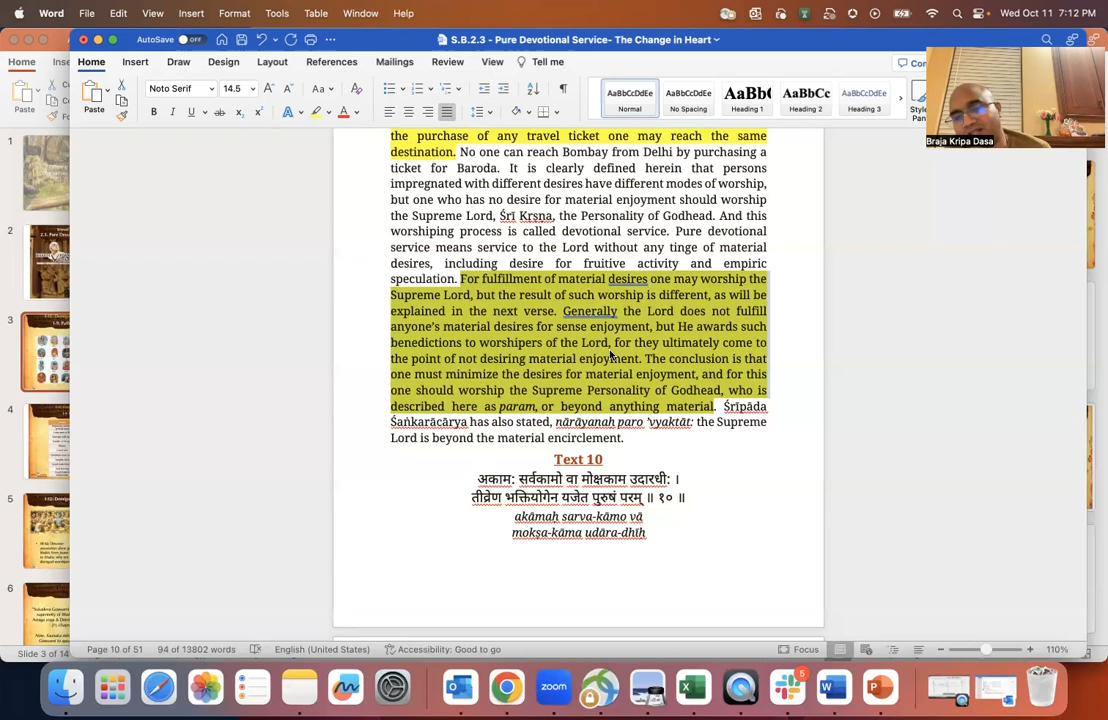 Word File Edit View Insert Format Tools Table Window Help
Wed Oct 11 7:12 PM
AutoSave OFF
S.B.2.3 - Pure Devotional Service- The Change in Heart
Home
Home Insert Draw Design Layout References Mailings Review View Tell me
Paste
Paste
Noto Serif 14.5
AaBbCcDdEe
Normal
AaBbCcDdEe
No Spacing
AaBbC
Heading 1
AaBbCc
Heading 2
AaBbCcDdE
Heading 3
Braja Kripa Dasa
the purchase of any travel ticket one may reach the same
destination. No one can reach Bombay from Delhi by purchasing a
ticket for Baroda. It is clearly defined herein that persons
impregnated with different desires have different modes of worship,
but one who has no desire for material enjoyment should worship
the Supreme Lord, Śrī Kṛṣṇa, the Personality of Godhead. And this
worshiping process is called devotional service. Pure devotional
service means service to the Lord without any tinge of material
desires, including desire for fruitive activity and empiric
speculation. For fulfillment of material desires one may worship the
Supreme Lord, but the result of such worship is different, as will be
explained in the next verse. Generally the Lord does not fulfill
anyone’s material desires for sense enjoyment, but He awards such
benedictions to worshipers of the Lord, for they ultimately come to
the point of not desiring material enjoyment. The conclusion is that
one must minimize the desires for material enjoyment, and for this
one should worship the Supreme Personality of Godhead, who is
described here as param, or beyond anything material. Śrīpāda
Śaṅkarācārya has also stated, nārāyaṇaḥ paro ’vyaktāt: the Supreme
Lord is beyond the material encirclement.
Text 10
अकाम: सर्वकामो वा मोक्षकाम उदारधी: ।
तीव्रेण भक्तियोगेन यजेत पुरुषं परम् ॥ १० ॥
akāmaḥ sarva-kāmo vā
mokṣa-kāma udāra-dhīḥ
1
2
3
4
5
6
Slide 3 of 14
Page 10 of 51 94 of 13802 words English (United States) Accessibility: Good to go Focus 110%
zoom
5